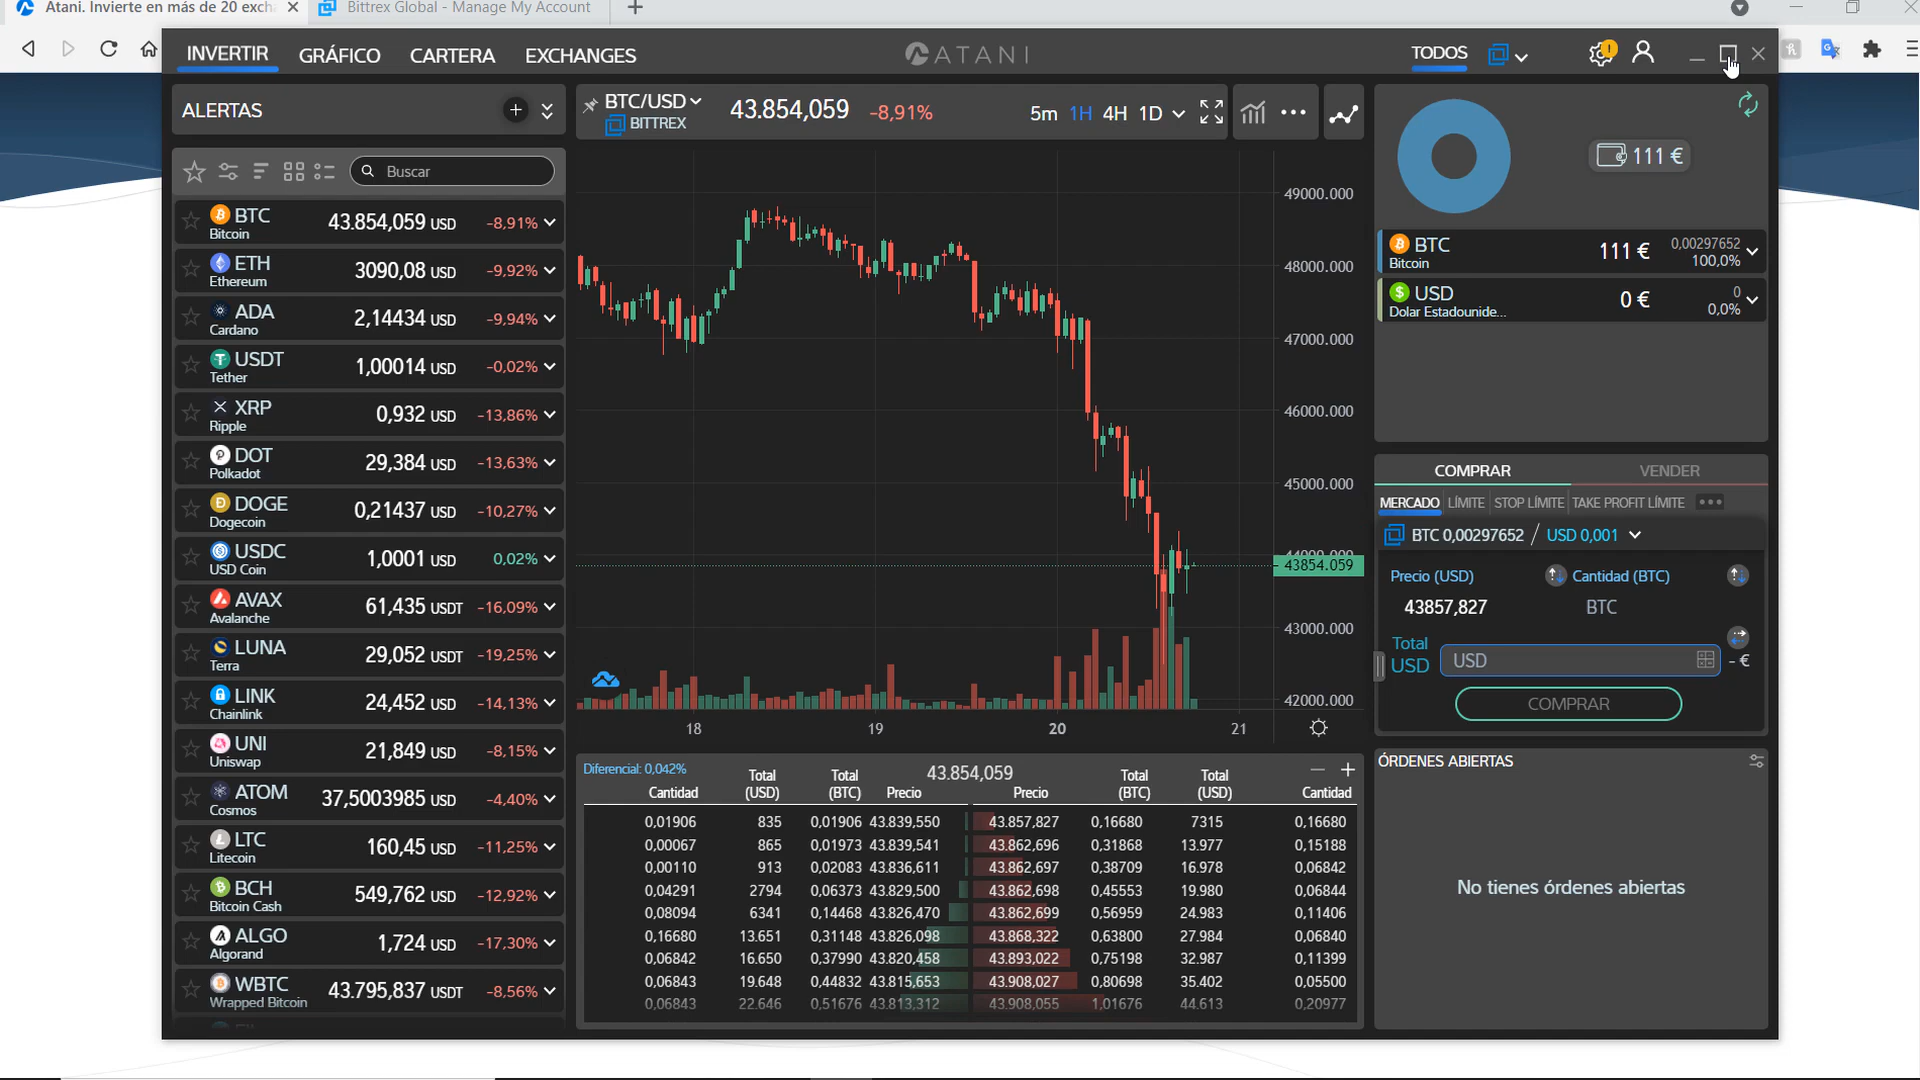 Atani. Invierte en más de 20 exch
Bittrex Global - Manage My Account
INVERTIR
GRÁFICO
CARTERA
EXCHANGES
ATANI
TODOS
ALERTAS
Buscar
BTC
Bitcoin
43.854,059 USD
-8,91%
ETH
Ethereum
3090,08 USD
-9,92%
ADA
Cardano
2,14434 USD
-9,94%
USDT
Tether
1,00014 USD
-0,02%
XRP
Ripple
0,932 USD
-13,86%
DOT
Polkadot
29,384 USD
-13,63%
DOGE
Dogecoin
0,21437 USD
-10,27%
USDC
USD Coin
1,0001 USD
0,02%
AVAX
Avalanche
61,435 USDT
-16,09%
LUNA
Terra
29,052 USDT
-19,25%
LINK
Chainlink
24,452 USD
-14,13%
UNI
Uniswap
21,849 USD
-8,15%
ATOM
Cosmos
37,5003985 USD
-4,40%
LTC
Litecoin
160,45 USD
-11,25%
BCH
Bitcoin Cash
549,762 USD
-12,92%
ALGO
Algorand
1,724 USD
-17,30%
WBTC
Wrapped Bitcoin
43.795,837 USDT
-8,56%
BTC/USD
BITTREX
43.854,059
-8,91%
5m 1H 4H 1D
49000.000
48000.000
47000.000
46000.000
45000.000
44000.000
43854.059
43000.000
42000.000
18 19 20 21
Diferencial: 0,042%
43.854,059
Cantidad Total (USD) Total (BTC) Precio Precio Total (BTC) Total (USD) Cantidad
0,01906 835 0,01906 43.839,550 43.857,827 0,16680 7315 0,16680
0,00067 865 0,01973 43.839,541 43.862,696 0,31868 13.977 0,15188
0,00110 913 0,02083 43.836,611 43.862,697 0,38709 16.978 0,06842
0,04291 2794 0,06373 43.829,500 43.862,698 0,45553 19.980 0,06844
0,08094 6341 0,14468 43.826,470 43.862,699 0,56959 24.983 0,11406
0,16680 13.651 0,31148 43.826,098 43.868,322 0,63800 27.984 0,06840
0,06842 16.650 0,37990 43.820,458 43.893,022 0,75198 32.987 0,11399
0,06843 19.648 0,44832 43.815,653 43.908,027 0,80698 35.402 0,05500
0,06843 22.646 0,51676 43.813,312 43.908,055 1,01676 44.613 0,20977
111 €
BTC
Bitcoin
111 €
0,00297652
100,0%
USD
Dolar Estadounide...
0 €
0
0,0%
COMPRAR
VENDER
MERCADO LÍMITE STOP LÍMITE TAKE PROFIT LÍMITE
BTC 0,00297652 / USD 0,001
Precio (USD)
Cantidad (BTC)
43857,827
BTC
Total
USD
USD
- €
COMPRAR
ÓRDENES ABIERTAS
No tienes órdenes abiertas